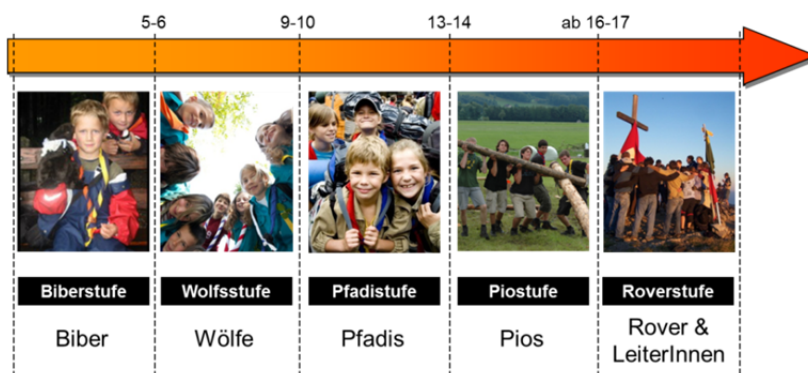 5-6
9-10
13-14
ab 16-17
Biberstufe
Wolfsstufe
Pfadistufe
Piostufe
Roverstufe
Biber
Wölfe
Pfadis
Pios
Rover &
LeiterInnen